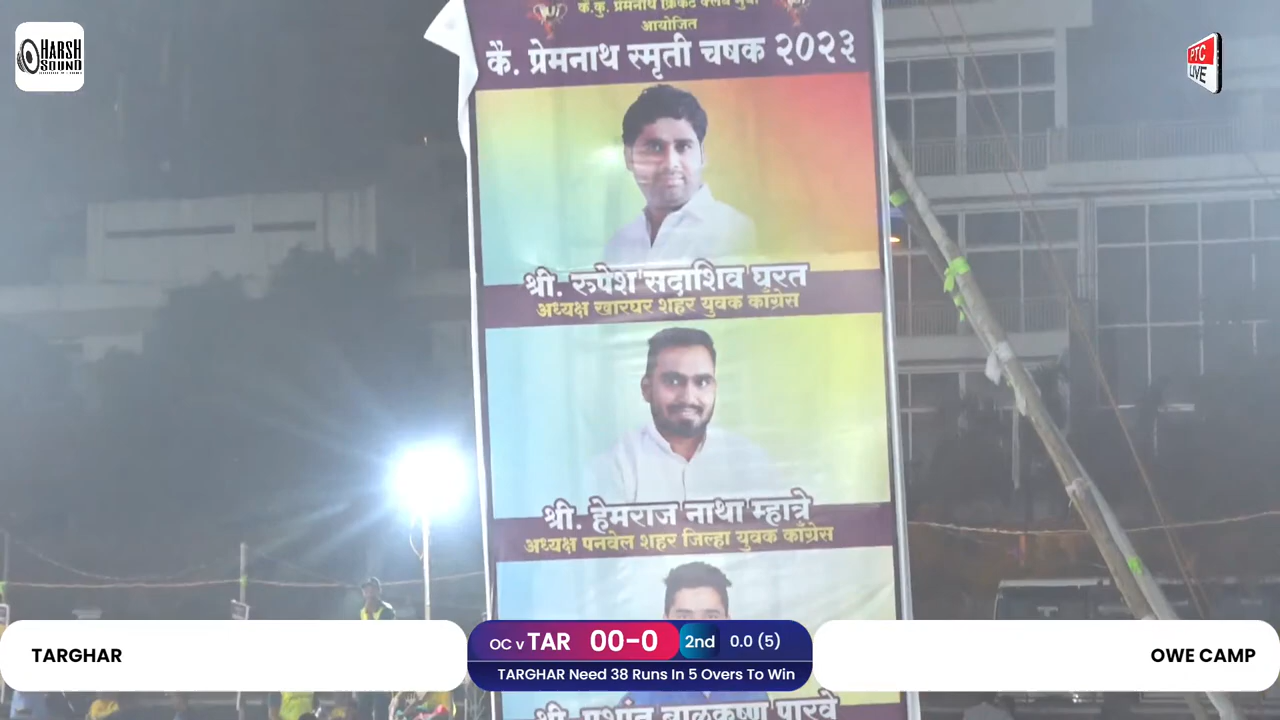 HARSH
SOUND
PTC
LIVE
आयोजित
कै. प्रेमनाथ स्मृती चषक २०२३
श्री. रुपेश सदाशिव घरत
अध्यक्ष खारघर शहर युवक काँग्रेस
श्री. हेमराज नाथा म्हात्रे
अध्यक्ष पनवेल शहर जिल्हा युवक काँग्रेस
TARGHAR
OC v TAR 00-0 2nd 0.0 (5)
TARGHAR Need 38 Runs In 5 Overs To Win
OWE CAMP